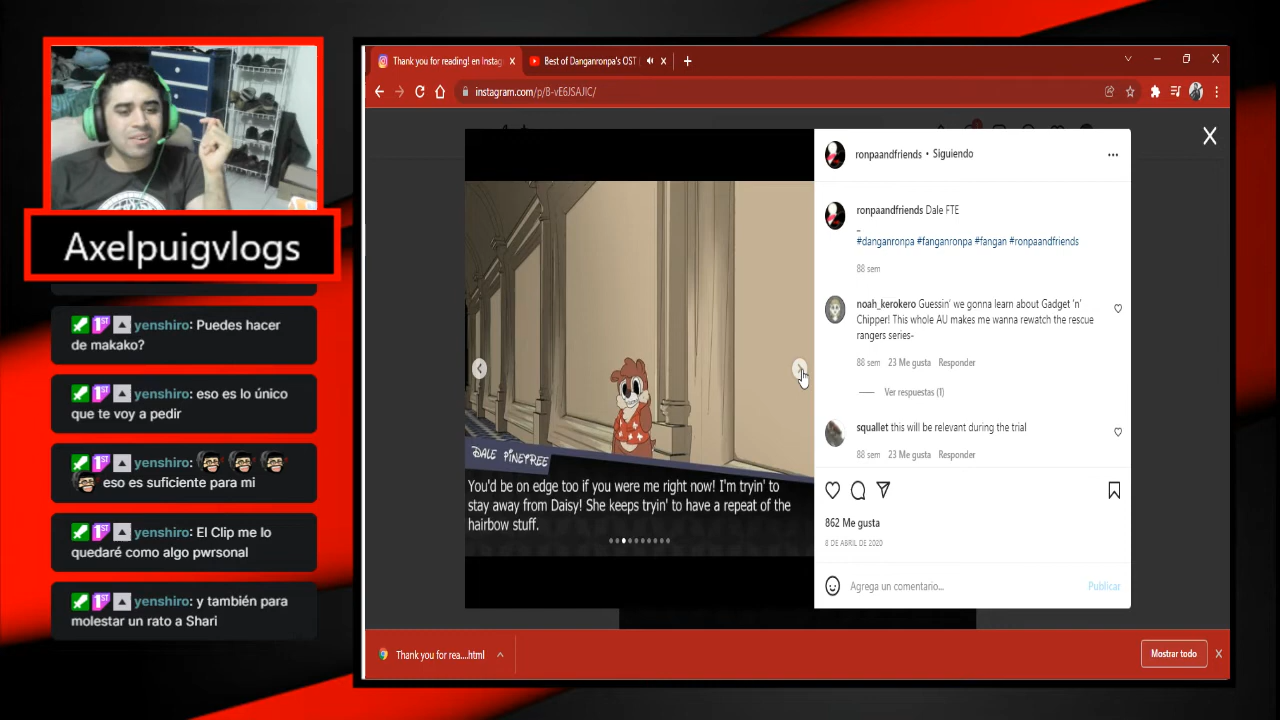 Axelpuigvlogs
yenshiro: Puedes hacer
de makako?
yenshiro: eso es lo único
que te voy a pedir
yenshiro:
eso es suficiente para mi
yenshiro: El Clip me lo
quedaré como algo pwrsonal
yenshiro: y también para
molestar un rato a Shari
Thank you for reading! en Instag
Best of Danganronpa's OST
instagram.com/p/B-vE6JSAJlC/
DALE PINETREE
You'd be on edge too if you were me right now! I'm tryin' to
stay away from Daisy! She keeps tryin' to have a repeat of the
hairbow stuff.
ronpaandfriends • Siguiendo
ronpaandfriends Dale FTE
_
#danganronpa #fanganronpa #fangan #ronpaandfriends
88 sem
noah_kerokero Guessin' we gonna learn about Gadget 'n'
Chipper! This whole AU makes me wanna rewatch the rescue
rangers series-
88 sem 23 Me gusta Responder
Ver respuestas (1)
squallet this will be relevant during the trial
88 sem 23 Me gusta Responder
862 Me gusta
8 DE ABRIL DE 2020
Agrega un comentario...
Publicar
Thank you for rea....html
Mostrar todo